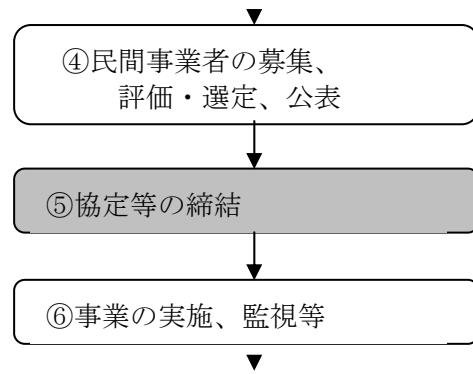 ④民間事業者の募集、
評価・選定、公表
⑤協定等の締結
⑥事業の実施、監視等